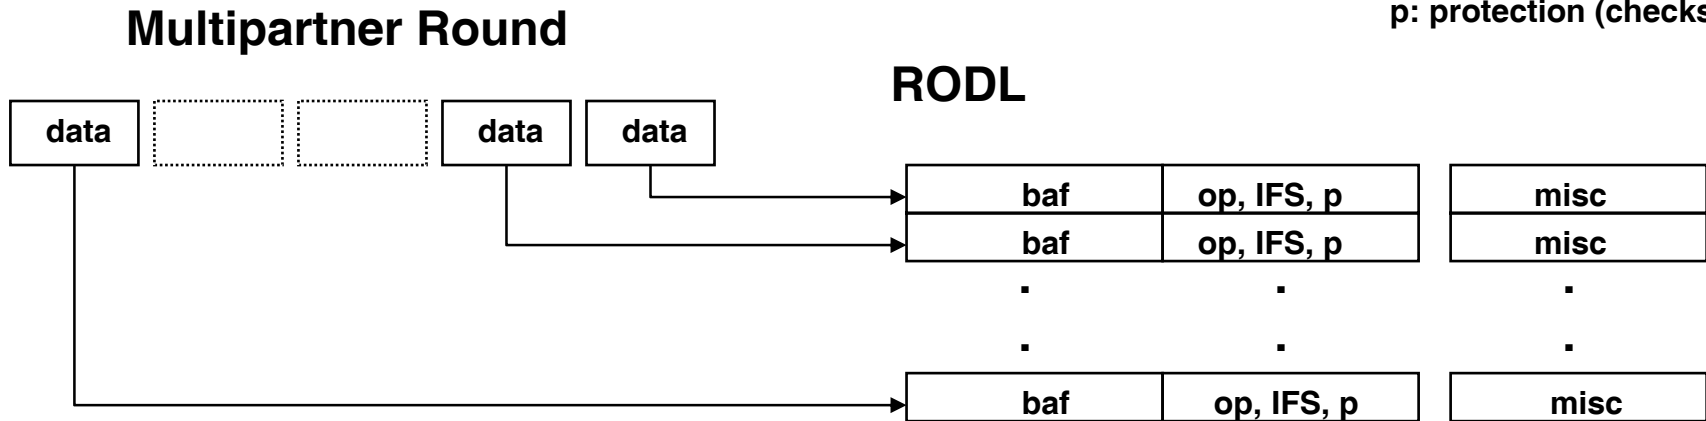 p: protection (checks
Multipartner Round
RODL
data data data
baf op, IFS, p misc
baf op, IFS, p misc
. . .
. . .
baf op, IFS, p misc